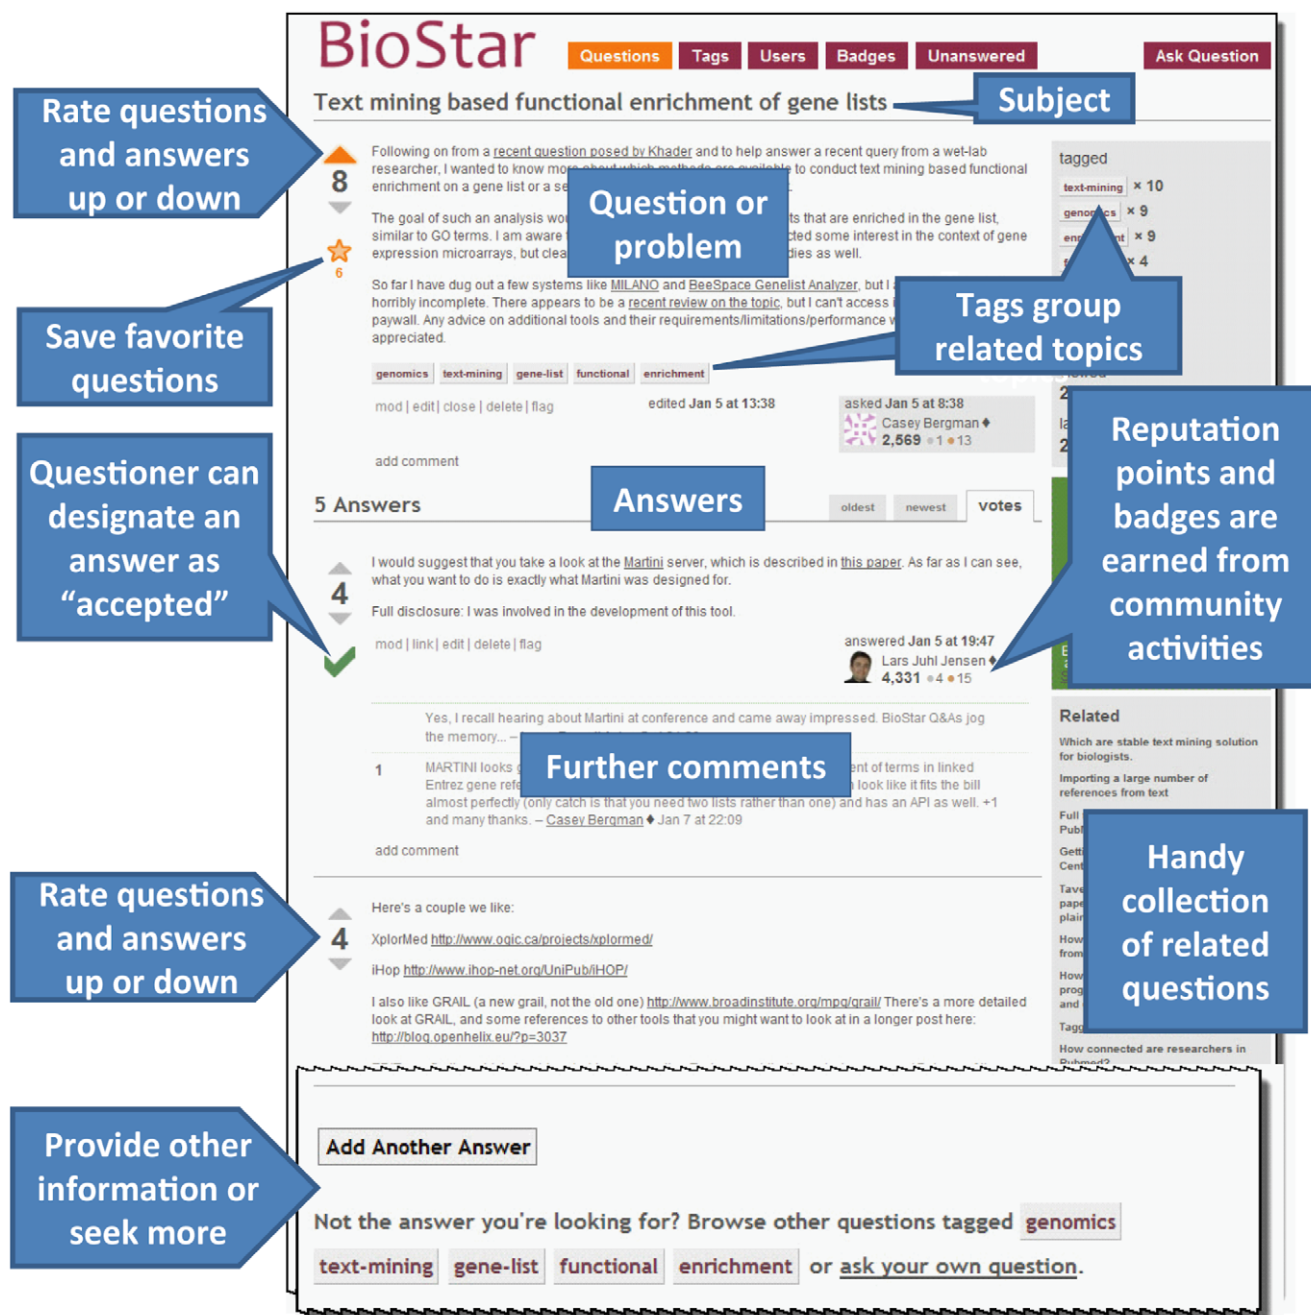 BioStar
Questions Tags Users Badges Unanswered Ask Question
Text mining based functional enrichment of gene lists
Subject
Rate questions
and answers
up or down
8
6
Following on from a recent question posed by Khader and to help answer a recent query from a wet-lab
researcher, I wanted to know more about which methods are available to conduct text mining based functional
enrichment on a gene list or a se
The goal of such an analysis wou ts that are enriched in the gene list,
similar to GO terms. I am aware cted some interest in the context of gene
expression microarrays, but clea dies as well.
So far I have dug out a few systems like MILANO and BeeSpace Genelist Analyzer, but I
horribly incomplete. There appears to be a recent review on the topic, but I can't access
paywall. Any advice on additional tools and their requirements/limitations/performance
appreciated.
Question or
problem
tagged
text-mining × 10
genomics × 9
× 9
× 4
Tags group
related topics
topics
Save favorite
questions
genomics text-mining gene-list functional enrichment
mod | edit | close | delete | flag
edited Jan 5 at 13:38
asked Jan 5 at 8:38
Casey Bergman ♦
2,569 ●1 ●13
add comment
Questioner can
designate an
answer as
“accepted”
Reputation
points and
badges are
earned from
community
activities
5 Answers
Answers
oldest newest votes
4
I would suggest that you take a look at the Martini server, which is described in this paper. As far as I can see,
what you want to do is exactly what Martini was designed for.
Full disclosure: I was involved in the development of this tool.
mod | link | edit | delete | flag
answered Jan 5 at 19:47
Lars Juhl Jensen ♦
4,331 ●4 ●15
Yes, I recall hearing about Martini at conference and came away impressed. BioStar Q&As jog
the memory... –
1
MARTINI looks ent of terms in linked
Entrez gene refe look like it fits the bill
almost perfectly (only catch is that you need two lists rather than one) and has an API as well. +1
and many thanks. – Casey Bergman ♦ Jan 7 at 22:09
Further comments
add comment
Related
Which are stable text mining solution
for biologists.
Importing a large number of
references from text
Full
Cent
Tave
pape
plain
How
from
How
prog
and
Tagg
How connected are researchers in
Pubmed?
Handy
collection
of related
questions
Rate questions
and answers
up or down
4
Here's a couple we like:
XplorMed http://www.ogic.ca/projects/xplormed/
iHop http://www.ihop-net.org/UniPub/iHOP/
I also like GRAIL (a new grail, not the old one) http://www.broadinstitute.org/mpg/grail/ There's a more detailed
look at GRAIL, and some references to other tools that you might want to look at in a longer post here:
http://blog.openhelix.eu/?p=3037
Provide other
information or
seek more
Add Another Answer
Not the answer you're looking for? Browse other questions tagged genomics
text-mining gene-list functional enrichment or ask your own question.